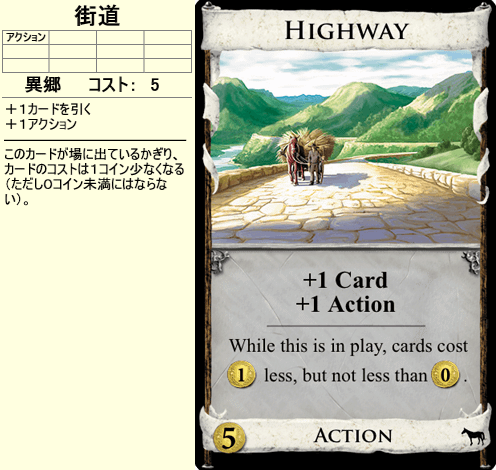 街道
アクション
異郷 コスト: 5
＋１カードを引く
＋１アクション
このカードが場に出ているかぎり、
カードのコストは１コイン少なくなる
（ただし０コイン未満にはならな
い）。
HIGHWAY
+1 Card
+1 Action
While this is in play, cards cost
1 less, but not less than 0 .
5 ACTION